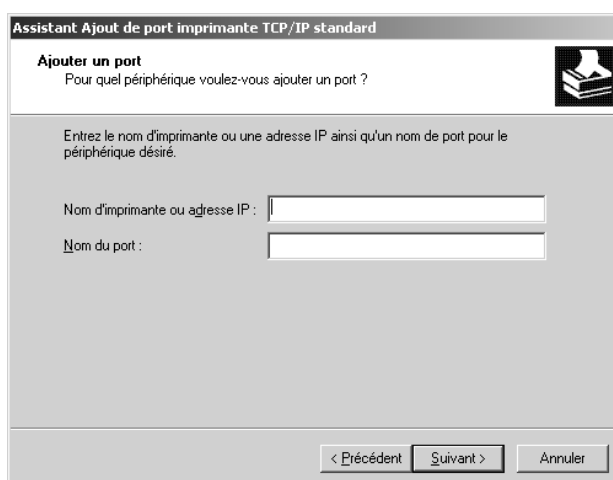 Assistant Ajout de port imprimante TCP/IP standard
Ajouter un port
Pour quel périphérique voulez-vous ajouter un port ?
Entrez le nom d'imprimante ou une adresse IP ainsi qu'un nom de port pour le
périphérique désiré.
Nom d'imprimante ou adresse IP :
Nom du port :
< Précédent Suivant > Annuler